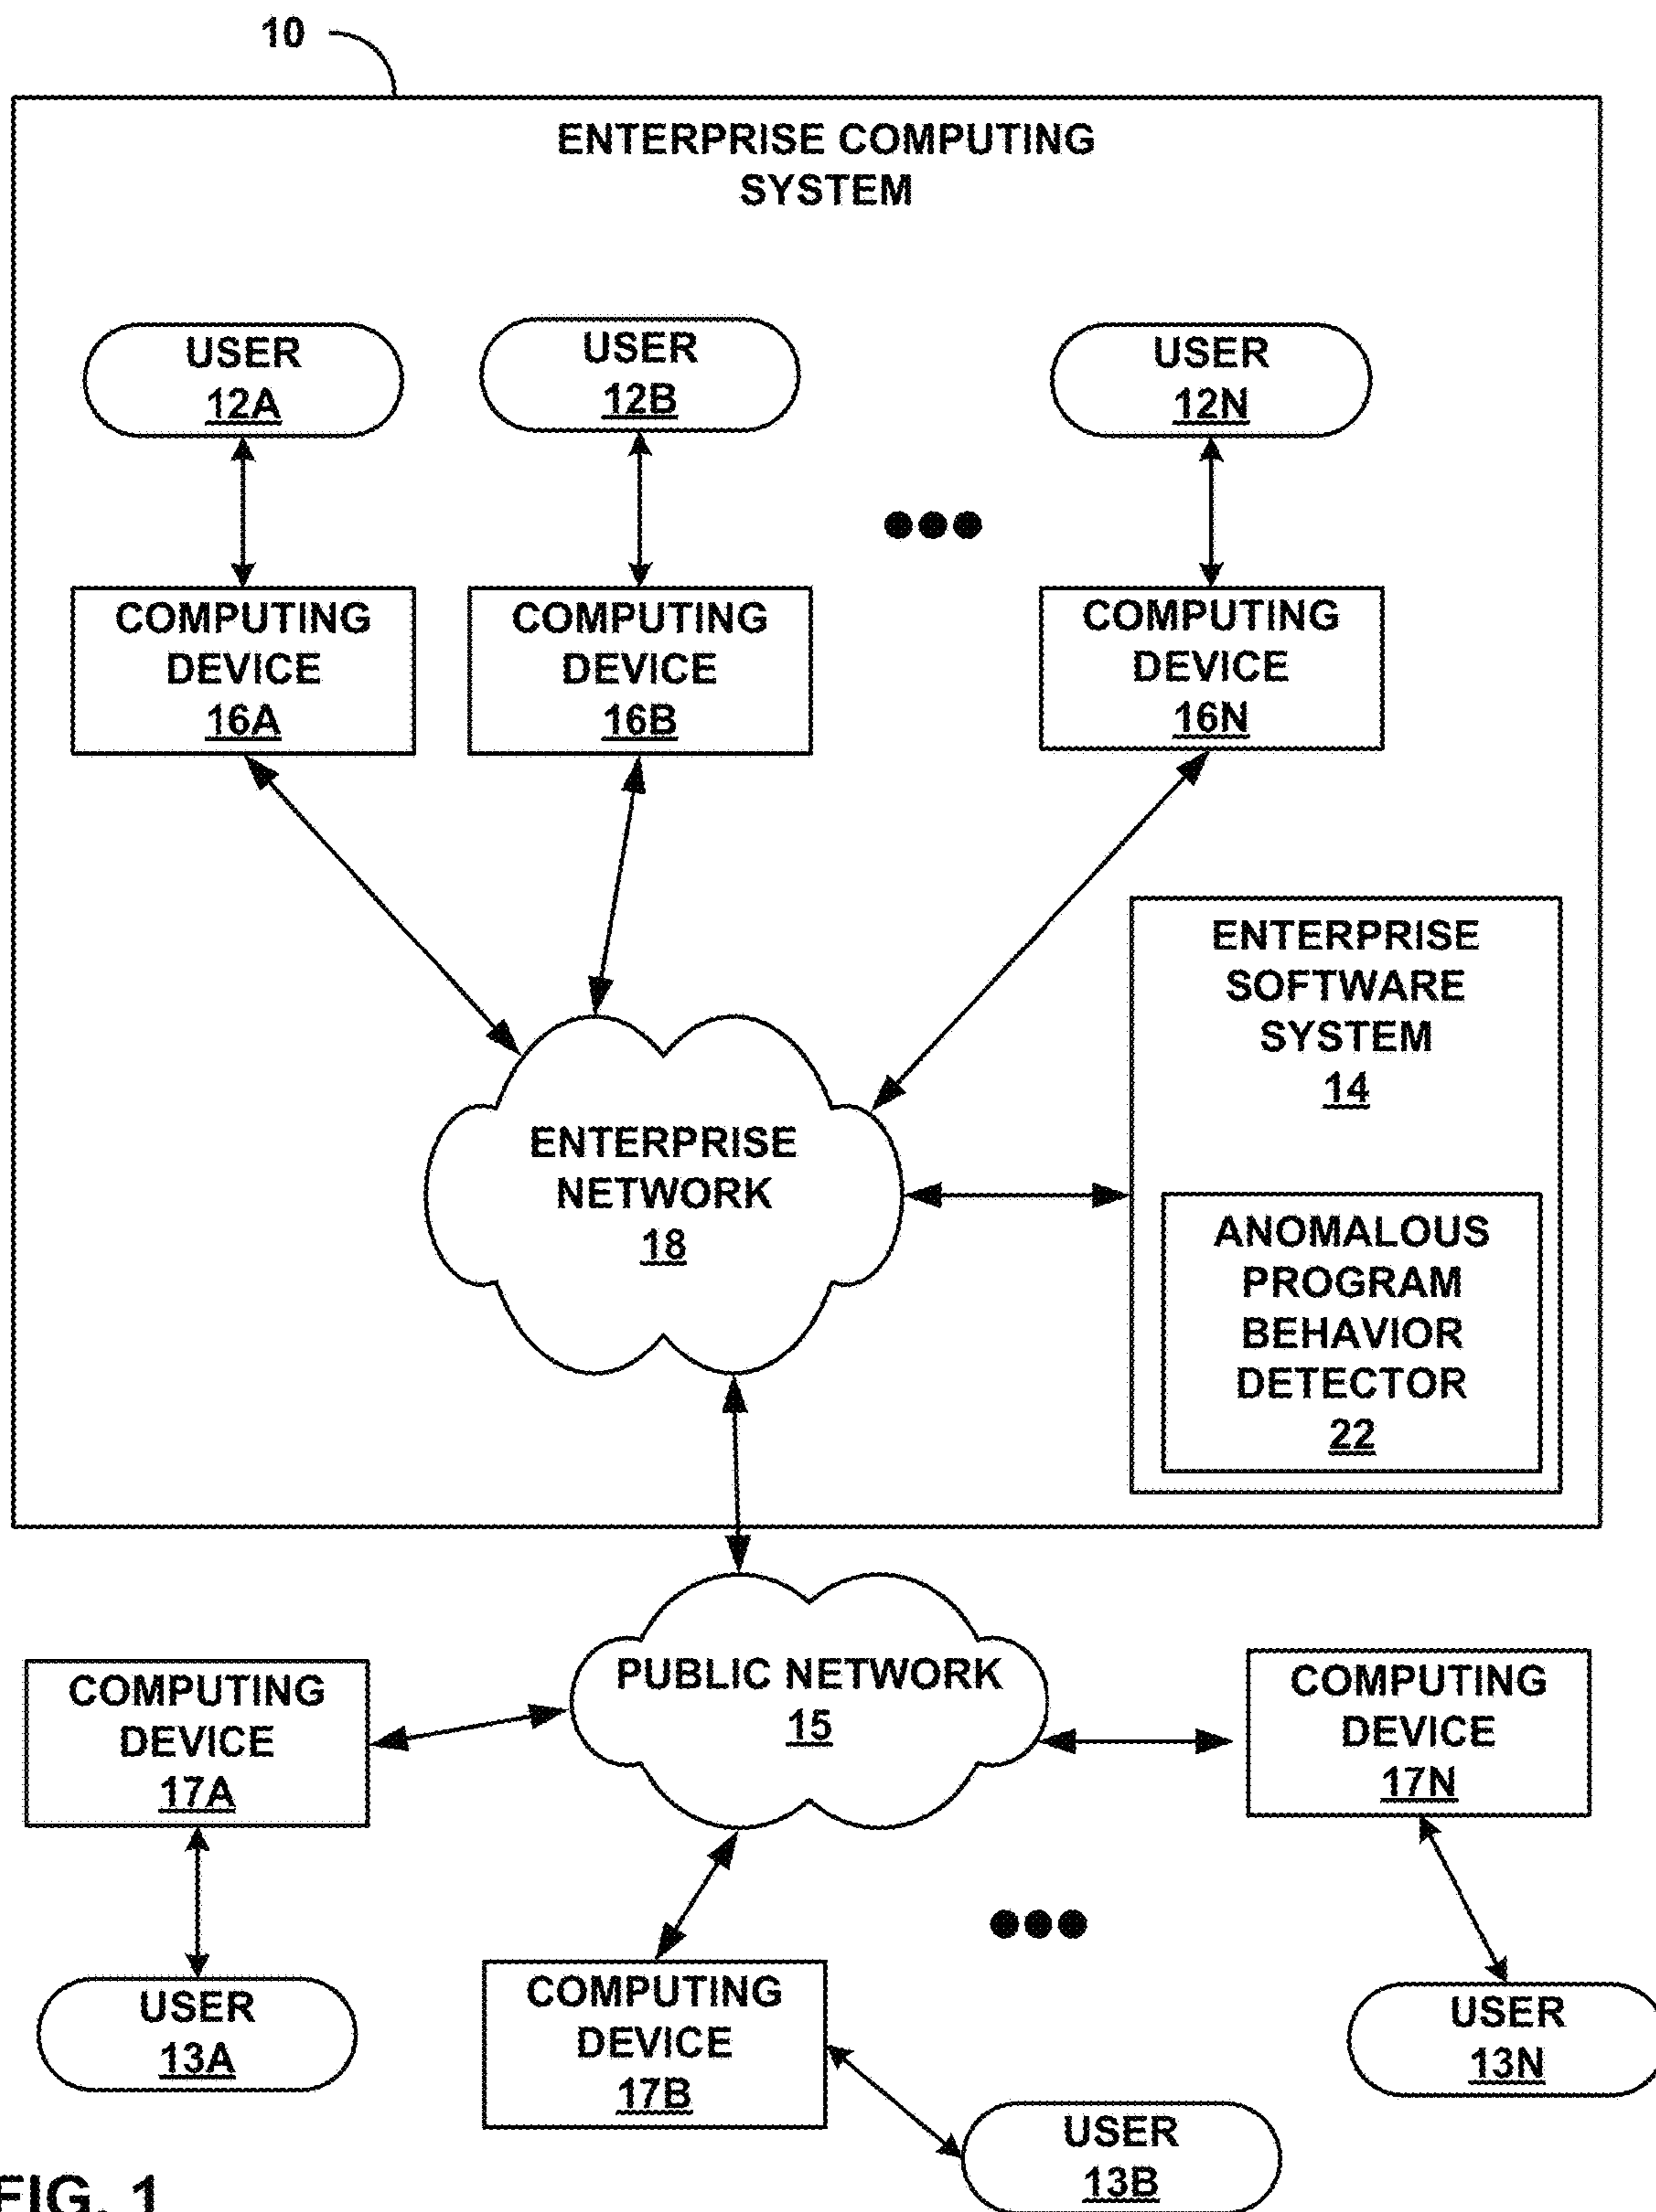 10
ENTERPRISE COMPUTING
SYSTEM
USER
12A
USER
12B
USER
12N
COMPUTING
DEVICE
16A
COMPUTING
DEVICE
16B
COMPUTING
DEVICE
16N
ENTERPRISE
SOFTWARE
SYSTEM
14
ENTERPRISE
NETWORK
18
ANOMALOUS
PROGRAM
BEHAVIOR
DETECTOR
22
PUBLIC NETWORK
15
COMPUTING
DEVICE
17A
COMPUTING
DEVICE
17N
USER
13A
COMPUTING
DEVICE
17B
USER
13N
USER
13B
FIG. 1